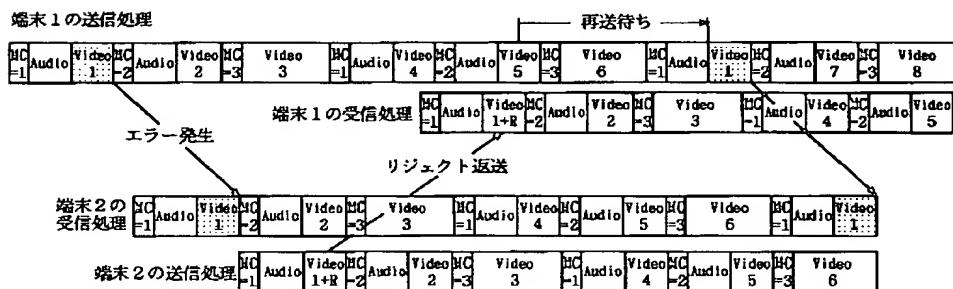 端末1の送信処理
再送待ち
MC=1 Audio Video 1 MC=2 Audio Video 2 MC=3 Video 3 MC=1 Audio Video 4 MC=2 Audio Video 5 MC=3 Video 6 MC=1 Audio Video 1 MC=2 Audio Video 7 MC=3 Video 8
端末1の受信処理
MC=1 Audio Video 1+R MC=2 Audio Video 2 MC=3 Video 3 MC=1 Audio Video 4 MC=2 Audio Video 5
エラー発生
リジェクト返送
端末2の受信処理
MC=1 Audio Video 1 MC=2 Audio Video 2 MC=3 Video 3 MC=1 Audio Video 4 MC=2 Audio Video 5 MC=3 Video 6 MC=1 Audio Video 1
端末2の送信処理
MC=1 Audio Video 1+R MC=2 Audio Video 2 MC=3 Video 3 MC=1 Audio Video 4 MC=2 Audio Video 5 MC=3 Video 6